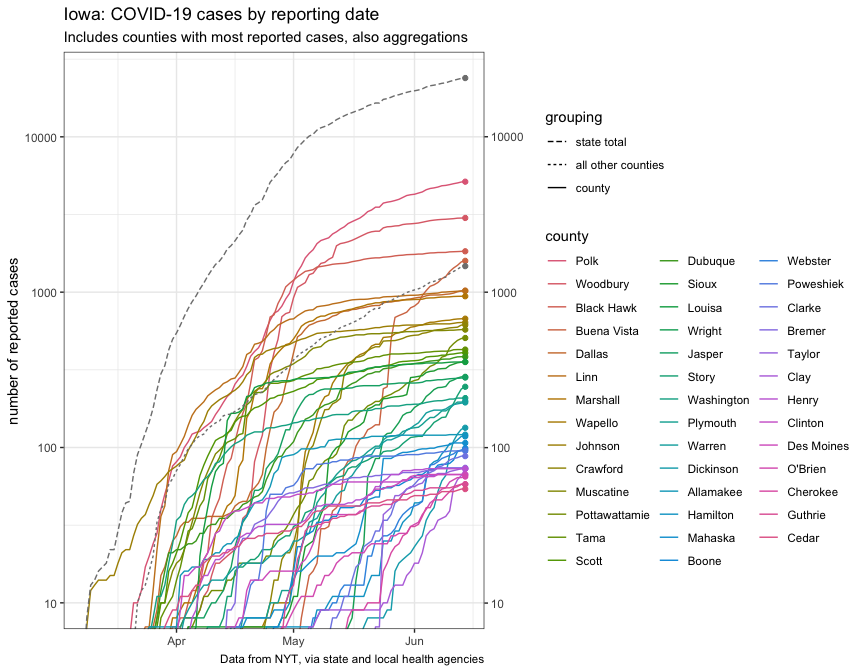 Iowa: COVID-19 cases by reporting date
Includes counties with most reported cases, also aggregations
number of reported cases
10000
1000
100
10
10000
1000
100
10
Apr
May
Jun
Data from NYT, via state and local health agencies
grouping
state total
all other counties
county
county
Polk
Woodbury
Black Hawk
Buena Vista
Dallas
Linn
Marshall
Wapello
Johnson
Crawford
Muscatine
Pottawattamie
Tama
Scott
Dubuque
Sioux
Louisa
Wright
Jasper
Story
Washington
Plymouth
Warren
Dickinson
Allamakee
Hamilton
Mahaska
Boone
Webster
Poweshiek
Clarke
Bremer
Taylor
Clay
Henry
Clinton
Des Moines
O'Brien
Cherokee
Guthrie
Cedar